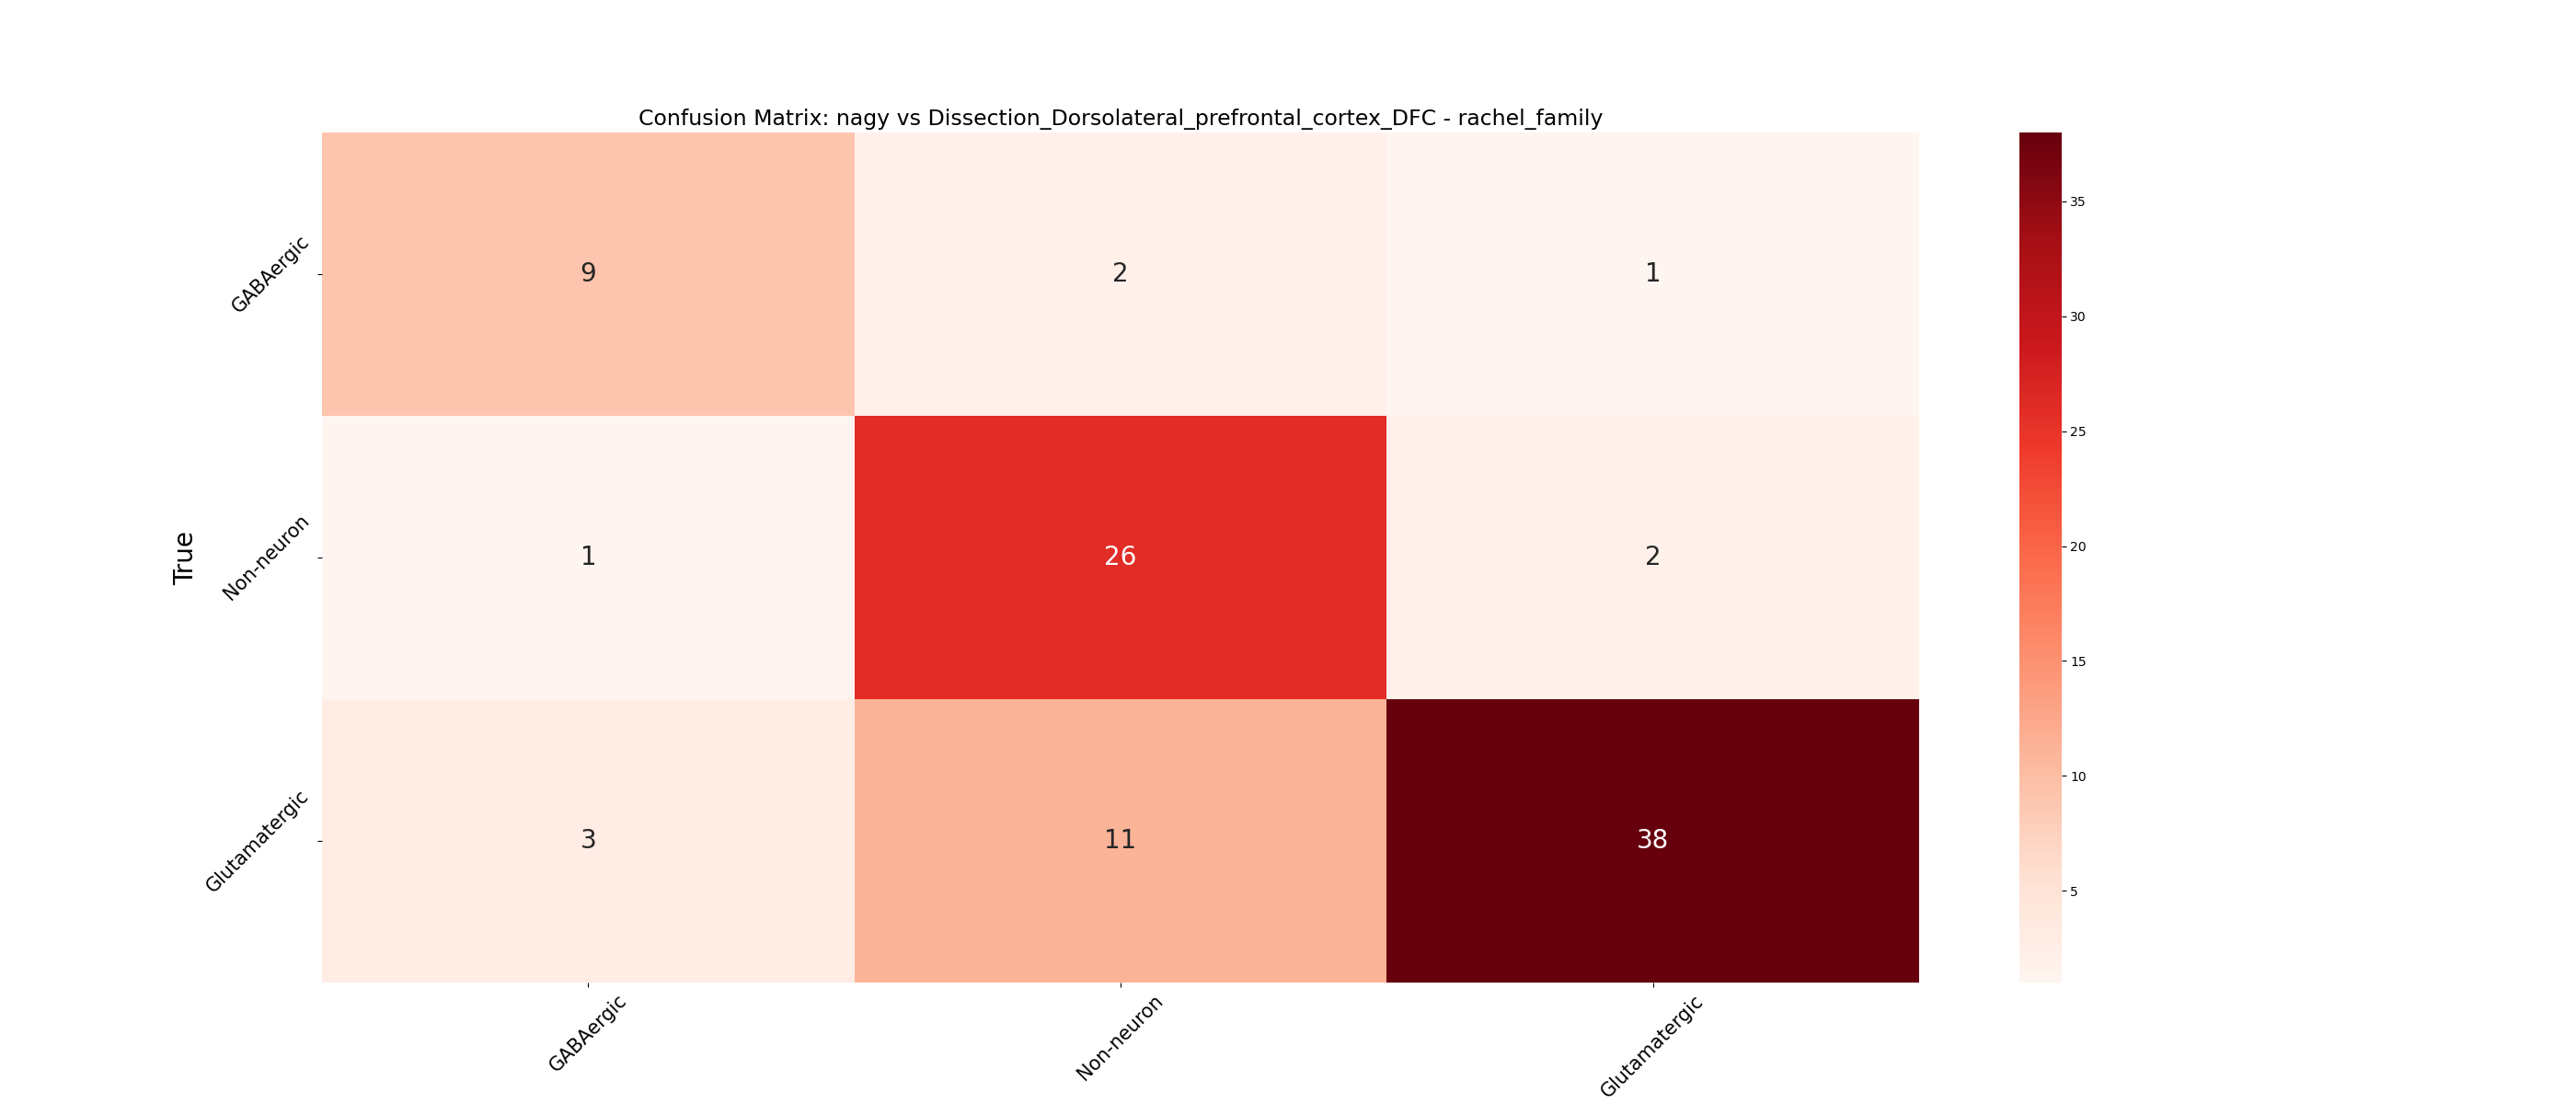 Confusion Matrix: nagy vs Dissection_Dorsolateral_prefrontal_cortex_DFC - rachel_family
True
GABAergic
9
2
1
Non-neuron
1
26
2
Glutamatergic
3
11
38
GABAergic
Non-neuron
Glutamatergic
35
30
25
20
15
10
5